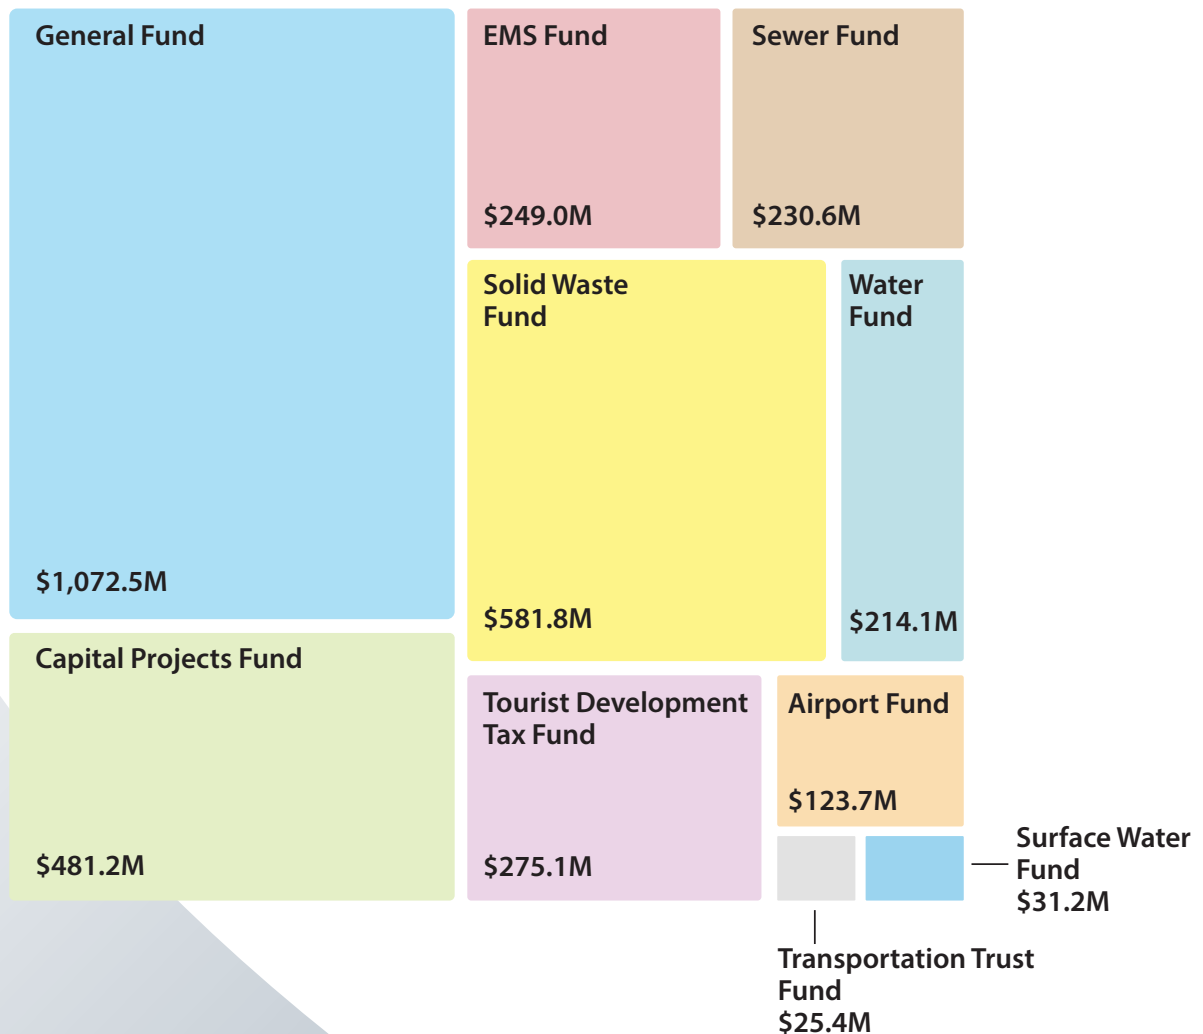 General Fund
$1,072.5M
EMS Fund
$249.0M
Sewer Fund
$230.6M
Solid Waste
Fund
$581.8M
Water
Fund
$214.1M
Capital Projects Fund
$481.2M
Tourist Development
Tax Fund
$275.1M
Airport Fund
$123.7M
Surface Water
Fund
$31.2M
Transportation Trust
Fund
$25.4M